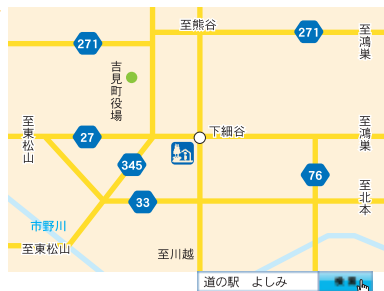 至熊谷
271
271
至鴻巣
吉見町役場
至東松山
27
下細谷
至鴻巣
345
76
33
至北本
市野川
至東松山
至川越
道の駅 よしみ
検索